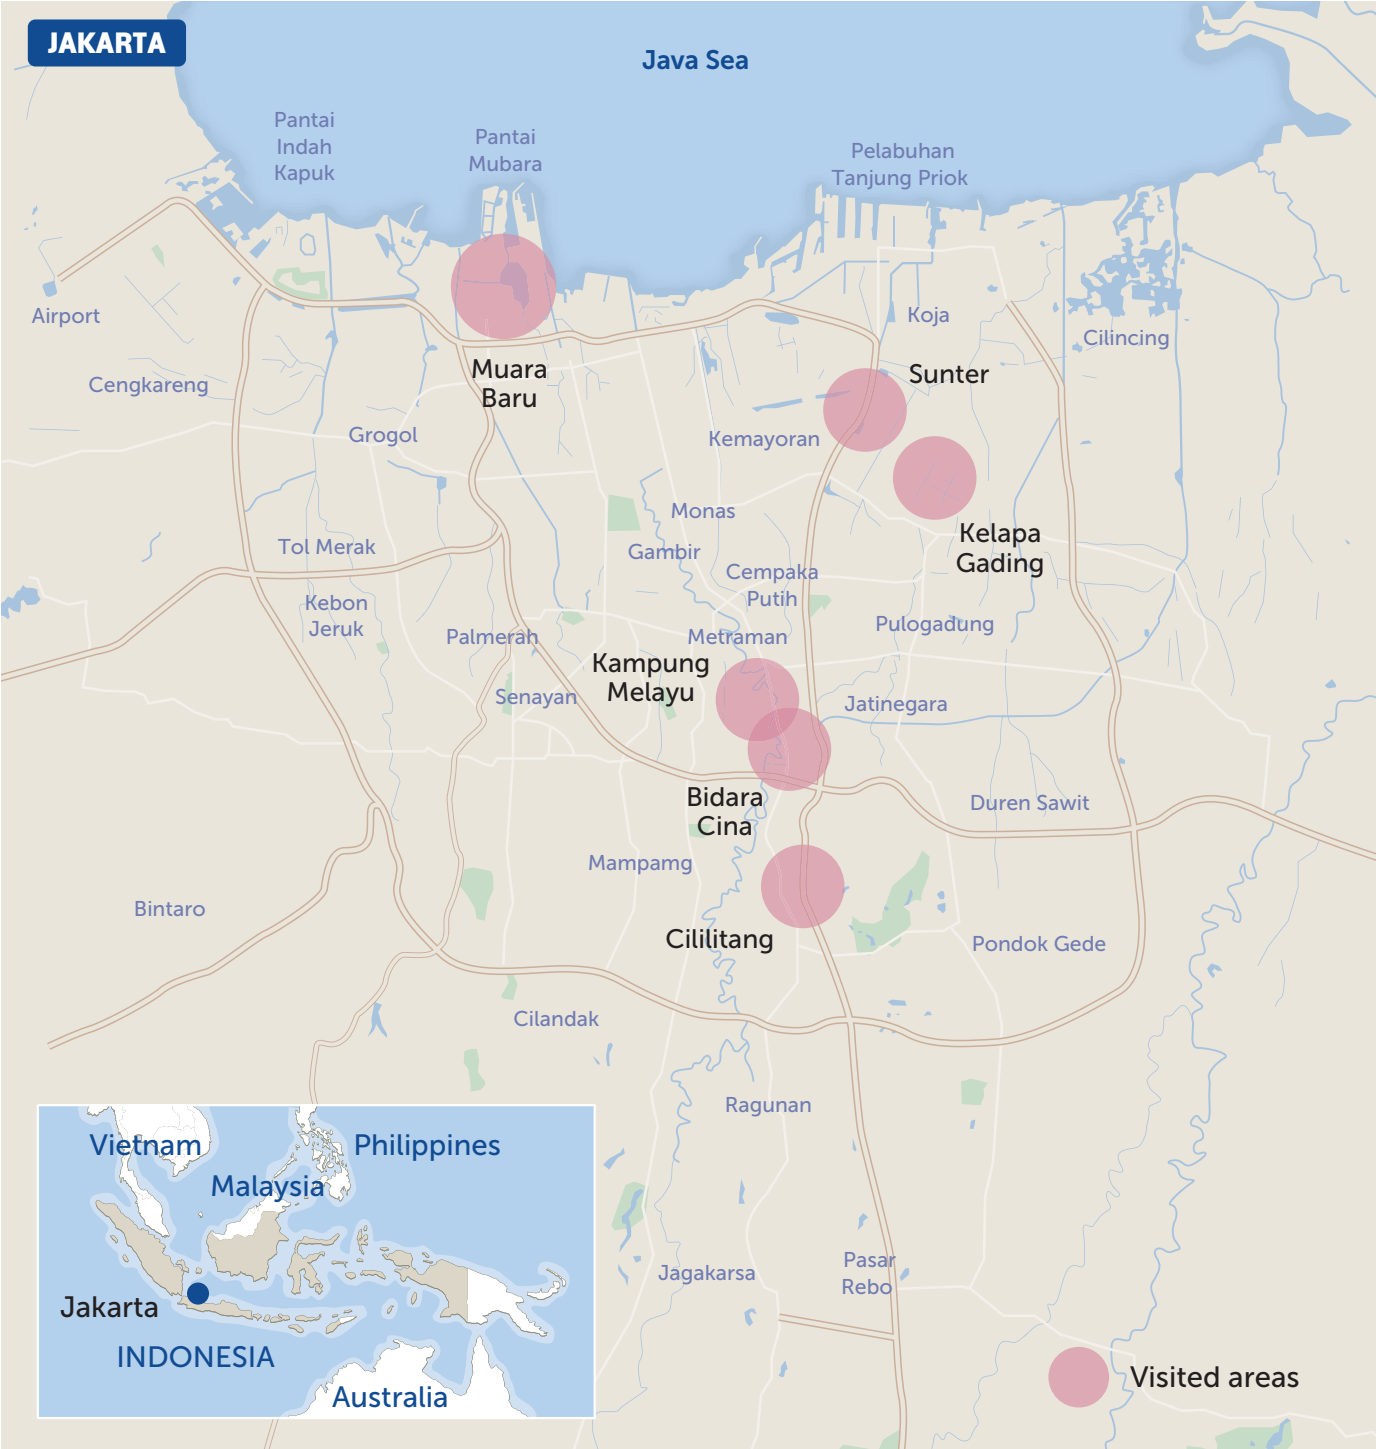 JAKARTA
Java Sea
Pantai
Indah
Kapuk
Pantai
Mubara
Pelabuhan
Tanjung Priok
Airport
Koja
Cilincing
Cengkareng
Muara
Baru
Sunter
Grogol
Kemayoran
Monas
Kelapa
Gading
Tol Merak
Gambir
Cempaka
Putih
Kebon
Jeruk
Palmerah
Metraman
Pulogadung
Kampung
Melayu
Senayan
Jatinegara
Bidara
Cina
Duren Sawit
Mampamg
Bintaro
Cililitang
Pondok Gede
Cilandak
Ragunan
Vietnam
Philippines
Malaysia
Jakarta
INDONESIA
Australia
Jagakarsa
Pasar
Rebo
Visited areas